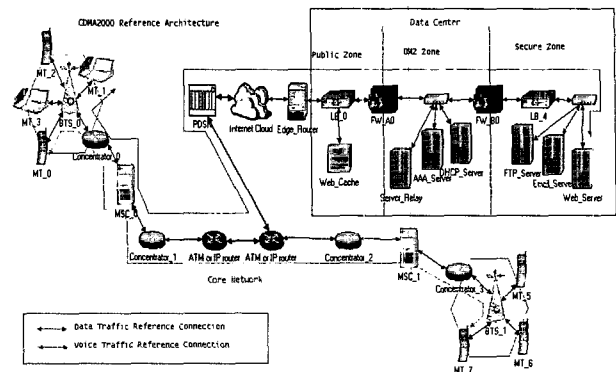 CDMA2000 Reference Architecture
Data Center
Public Zone
DMZ Zone
Secure Zone
MT_2
MT_1
MT_3
BTS_0
MT_0
Concentrator_0
MSC_0
PDSN
Internet Cloud
Edge_Router
LB_0
FW_A0
FW_B0
LB_4
Web_Cache
Server_Relay
AAA_Server
DHCP_Server
FTP_Server
Email_Server
Web_Server
Concentrator_1
ATM or IP router
ATM or IP router
Concentrator_2
MSC_1
Core Network
Concentrator_3
MT_5
BTS_1
MT_7
MT_6
Data Traffic Reference Connection
Voice Traffic Reference Connection